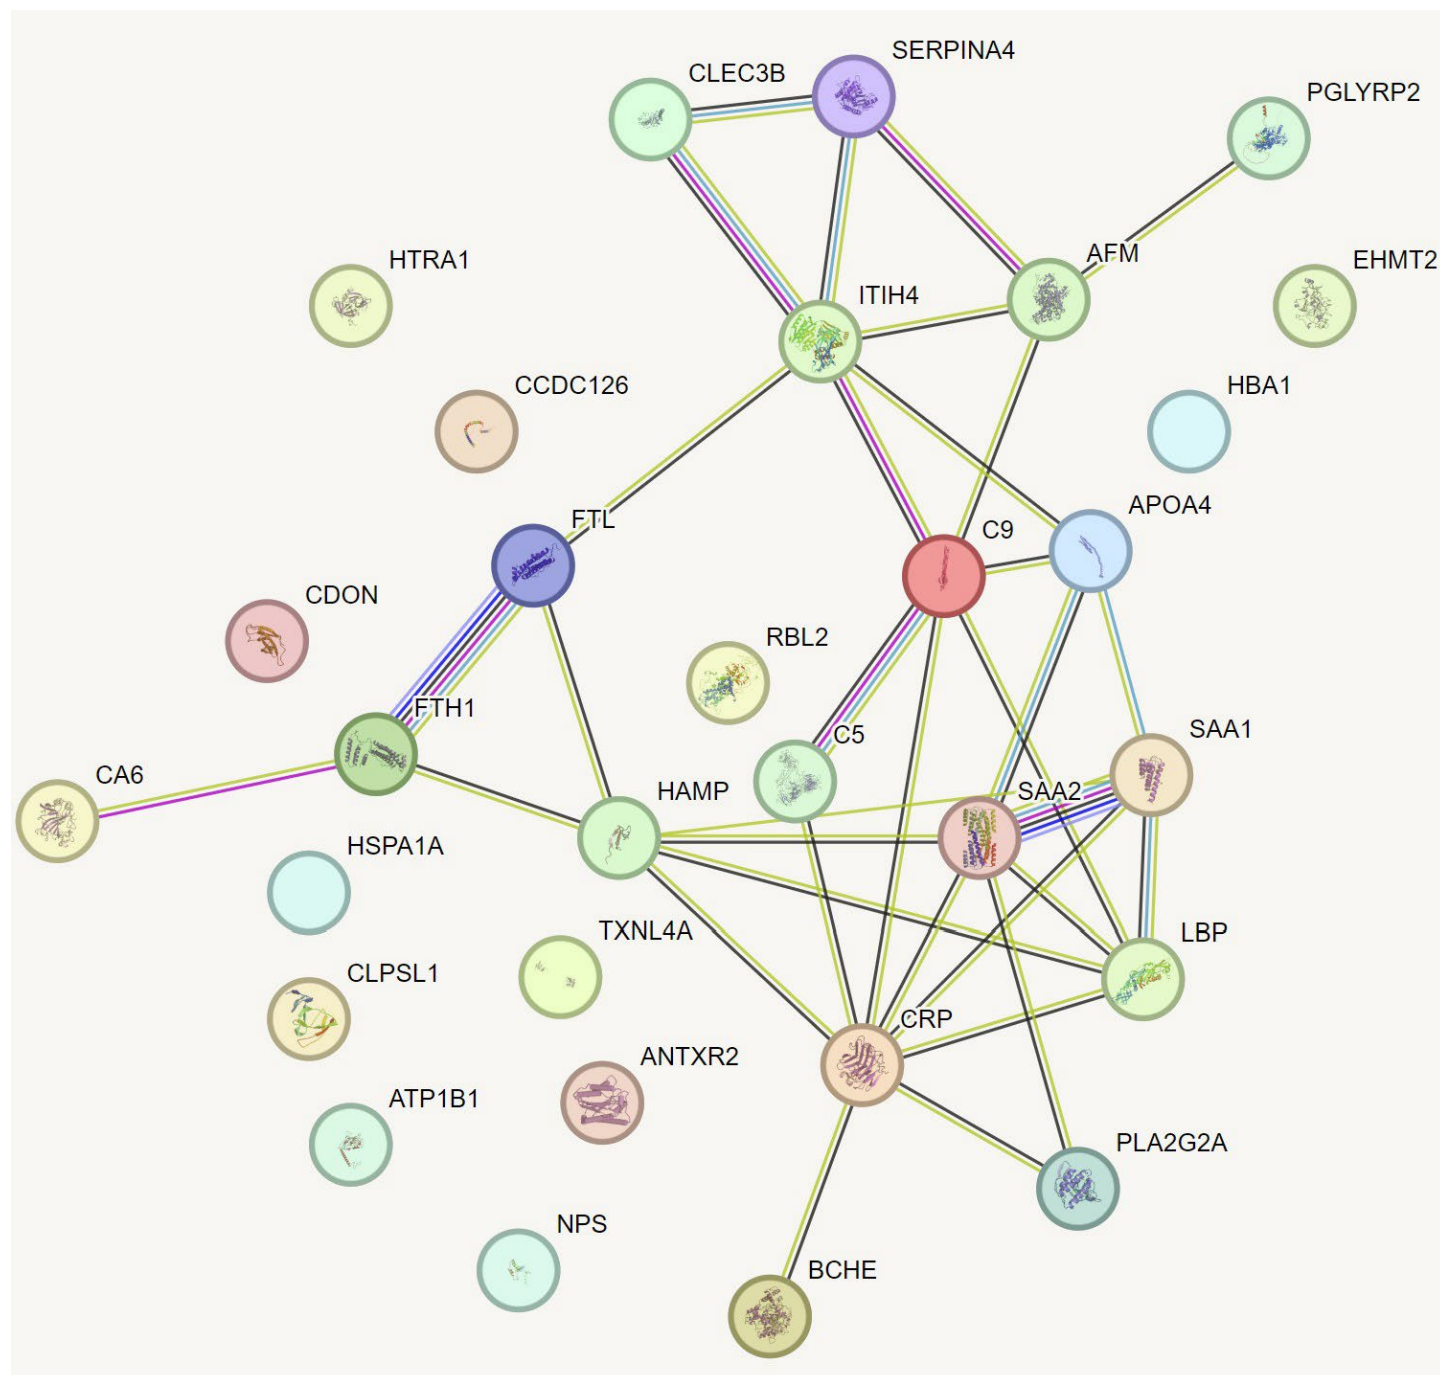 SERPINA4
CLEC3B
PGLYRP2
AFM
HTRA1
EHMT2
ITIH4
CCDC126
HBA1
APOA4
FTL
C9
CDON
RBL2
FTH1
C5
SAA1
CA6
HAMP
SAA2
HSPA1A
TXNL4A
LBP
CLPSL1
CRP
ANTXR2
ATP1B1
PLA2G2A
NPS
BCHE